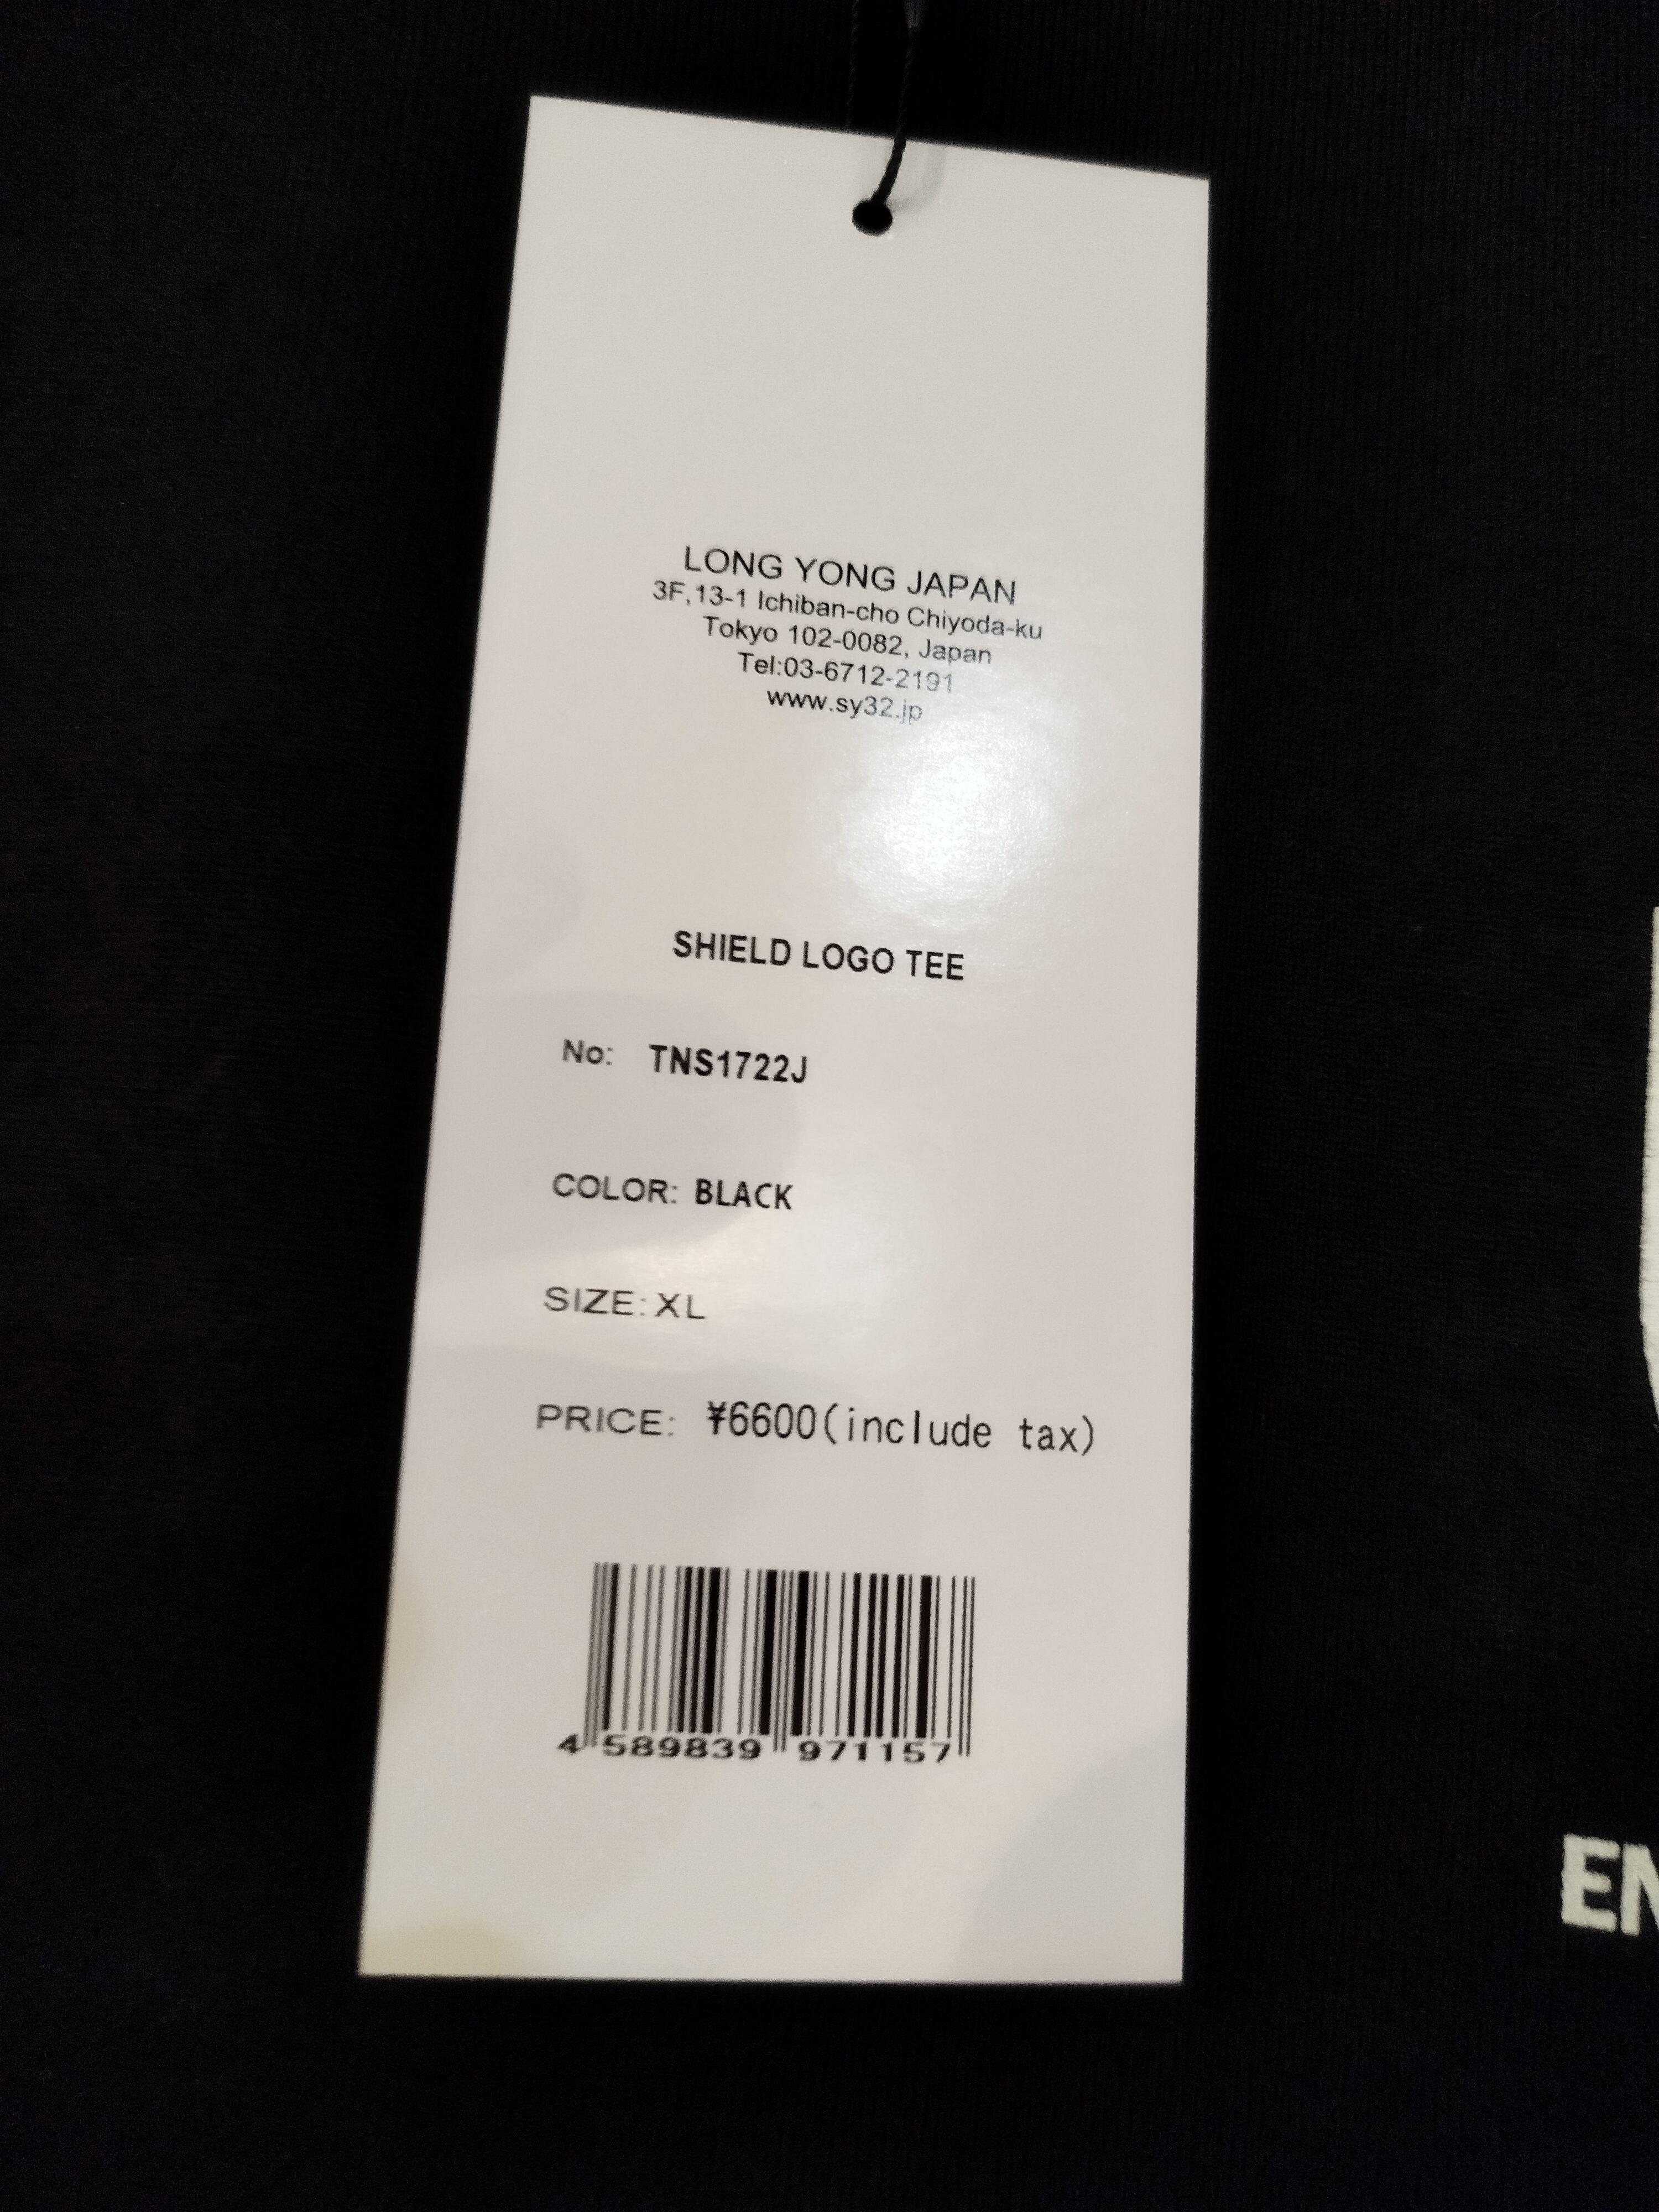 LONG YONG JAPAN
3F,13-1 Ichiban-cho Chiyoda-ku
Tokyo 102-0082, Japan
Tel:03-6712-2191
www.sy32.jp
SHIELD LOGO TEE
No: TNS1722J
COLOR: BLACK
SIZE: XL
PRICE: ¥6600(include tax)
4 589839 971157
EN